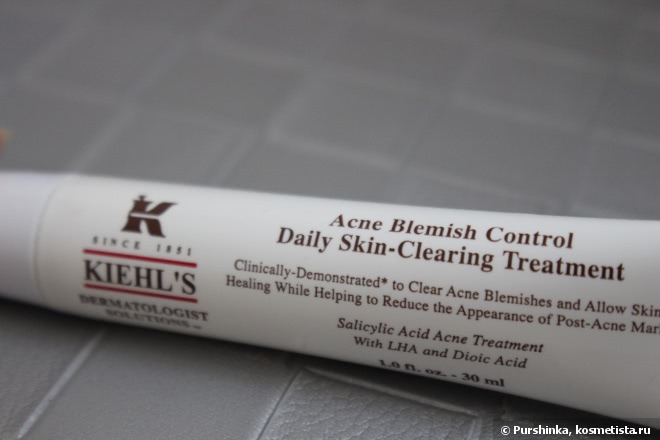 K
SINCE 1851
KIEHL'S
DERMATOLOGIST
SOLUTIONS
Acne Blemish Control
Daily Skin-Clearing Treatment
Clinically-Demonstrated* to Clear Acne Blemishes and Allow Skin
Healing While Helping to Reduce the Appearance of Post-Acne Mar
Salicylic Acid Acne Treatment
With LHA and Dioic Acid
1.0 fl. oz. - 30 ml
© Purshinka, kosmetista.ru